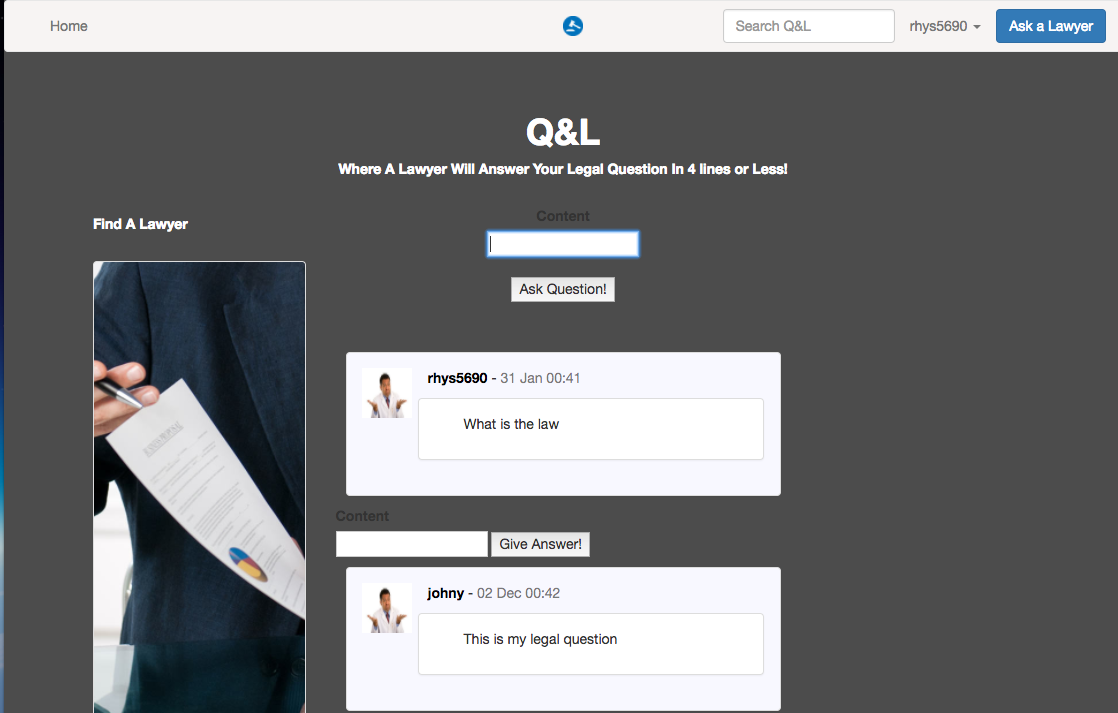 Home
Search Q&L
rhys5690
Ask a Lawyer
Q&L
Where A Lawyer Will Answer Your Legal Question In 4 lines or Less!
Find A Lawyer
Content
Ask Question!
rhys5690 - 31 Jan 00:41
What is the law
Content
Give Answer!
johny - 02 Dec 00:42
This is my legal question